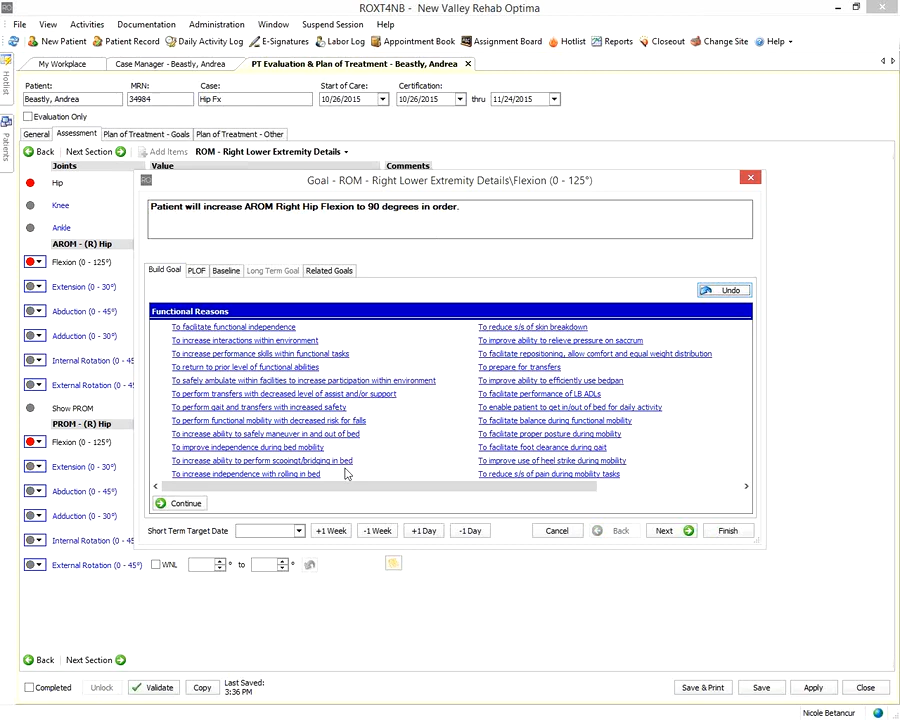 ROXT4NB - New Valley Rehab Optima
File View Activities Documentation Administration Window Suspend Session Help
New Patient Patient Record Daily Activity Log E-Signatures Labor Log Appointment Book Assignment Board Hotlist Reports Closeout Change Site Help
My Workplace Case Manager - Beastly, Andrea PT Evaluation & Plan of Treatment - Beastly, Andrea
Hotlist
Patients
Patient: MRN: Case: Start of Care: Certification:
Beastly, Andrea 34984 Hip Fx 10/26/2015 10/26/2015 thru 11/24/2015
Evaluation Only
General Assessment Plan of Treatment - Goals Plan of Treatment - Other
Back Next Section Add Items ROM - Right Lower Extremity Details
Joints Value Comments
Hip
Knee
Ankle
AROM - (R) Hip
Flexion (0 - 125°)
Extension (0 - 30°)
Abduction (0 - 45°)
Adduction (0 - 30°)
Internal Rotation (0 - 45
External Rotation (0 - 45
Show PROM
PROM - (R) Hip
Flexion (0 - 125°)
Extension (0 - 30°)
Abduction (0 - 45°)
Adduction (0 - 30°)
Internal Rotation (0 - 45
External Rotation (0 - 45°) WNL ° to °
RO Goal - ROM - Right Lower Extremity Details\Flexion (0 - 125°)
Patient will increase AROM Right Hip Flexion to 90 degrees in order.
Build Goal PLOF Baseline Long Term Goal Related Goals
Undo
Functional Reasons
To facilitate functional independence
To increase interactions within environment
To increase performance skills within functional tasks
To return to prior level of functional abilities
To safely ambulate within facilities to increase participation within environment
To perform transfers with decreased level of assist and/or support
To perform gait and transfers with increased safety
To perform functional mobility with decreased risk for falls
To increase ability to safely maneuver in and out of bed
To improve independence during bed mobility
To increase ability to perform scooingt/bridging in bed
To increase independence with rolling in bed
To reduce s/s of skin breakdown
To improve ability to relieve pressure on saccrum
To facilitate repositioning, allow comfort and equal weight distribution
To prepare for transfers
To improve ability to efficiently use bedpan
To facilitate performance of LB ADLs
To enable patient to get in/out of bed for daily activity
To facilitate balance during functional mobility
To facilitate proper posture during mobility
To facilitate foot clearance during gait
To improve use of heel strike during mobility
To reduce s/s of pain during mobility tasks
Continue
Short Term Target Date +1 Week -1 Week +1 Day -1 Day Cancel Back Next Finish
Back Next Section
Completed Unlock Validate Copy Last Saved:
3:36 PM
Save & Print Save Apply Close
Nicole Betancur